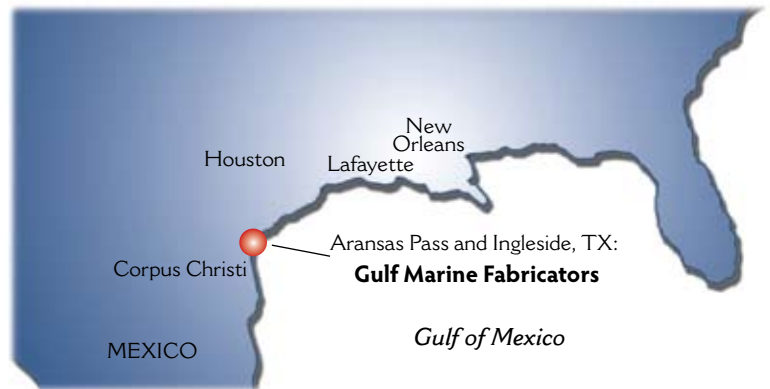 New
Orleans
Houston
Lafayette
Aransas Pass and Ingleside, TX:
Corpus Christi
Gulf Marine Fabricators
Gulf of Mexico
MEXICO